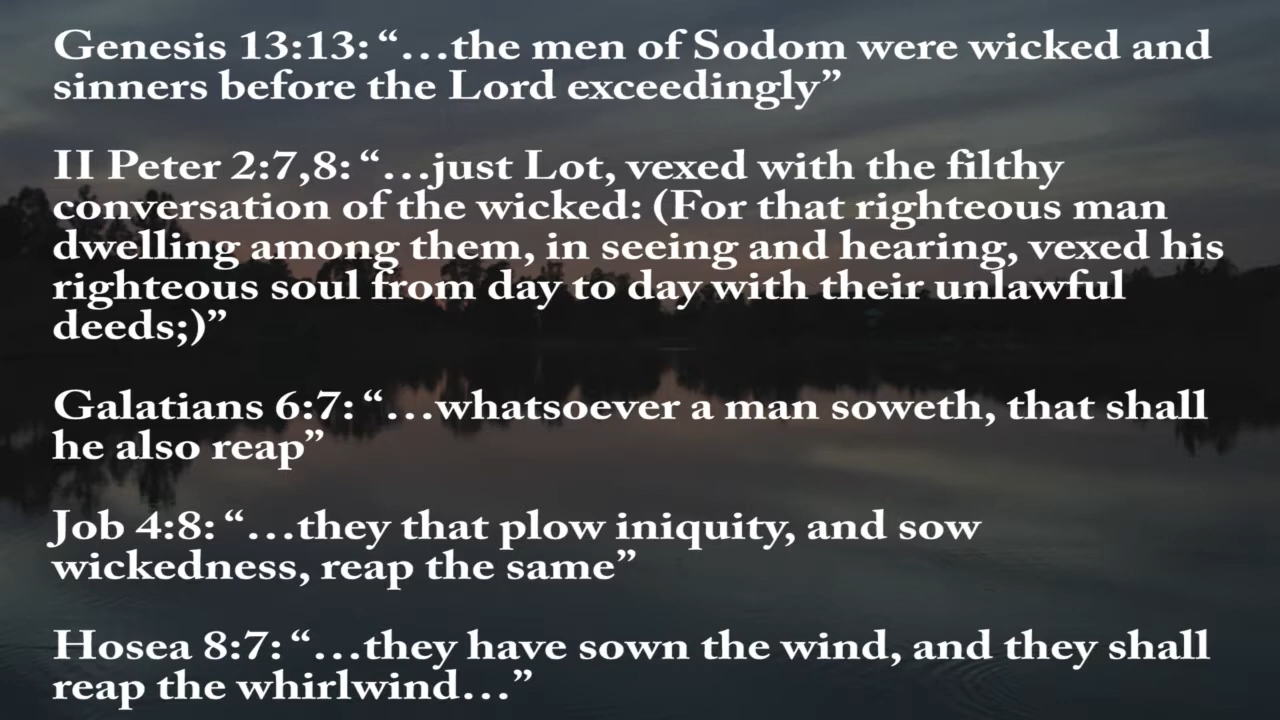 Genesis 13:13: “…the men of Sodom were wicked and
sinners before the Lord exceedingly”
II Peter 2:7,8: “…just Lot, vexed with the filthy
conversation of the wicked: (For that righteous man
dwelling among them, in seeing and hearing, vexed his
righteous soul from day to day with their unlawful
deeds;)”
Galatians 6:7: “…whatsoever a man soweth, that shall
he also reap”
Job 4:8: “…they that plow iniquity, and sow
wickedness, reap the same”
Hosea 8:7: “…they have sown the wind, and they shall
reap the whirlwind…”